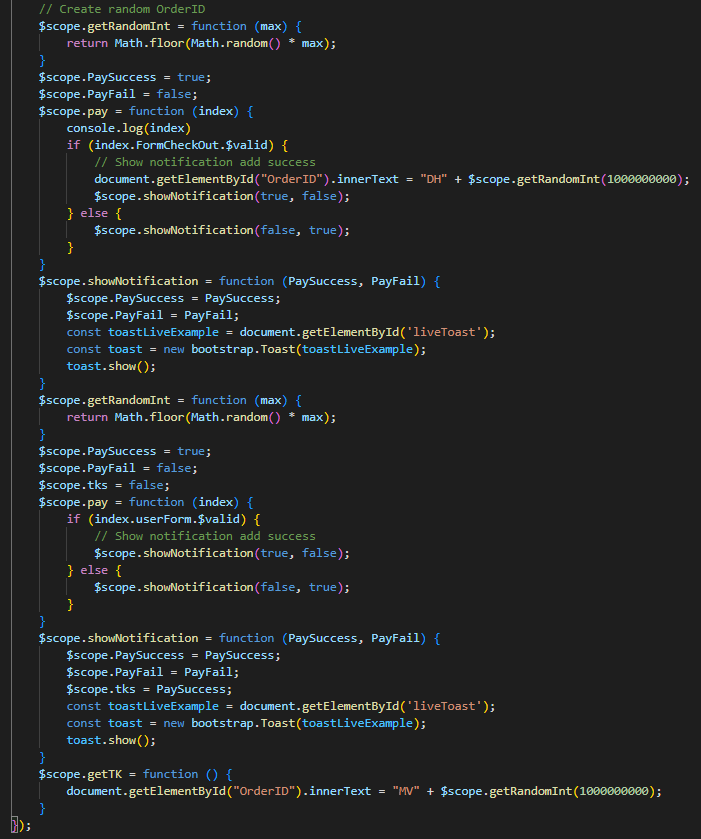 // Create random OrderID
$scope.getRandomInt = function (max) {
    return Math.floor(Math.random() * max);
}
$scope.PaySuccess = true;
$scope.PayFail = false;
$scope.pay = function (index) {
    console.log(index)
    if (index.FormCheckOut.$valid) {
        // Show notification add success
        document.getElementById("OrderID").innerText = "DH" + $scope.getRandomInt(1000000000);
        $scope.showNotification(true, false);
    } else {
        $scope.showNotification(false, true);
    }
}
$scope.showNotification = function (PaySuccess, PayFail) {
    $scope.PaySuccess = PaySuccess;
    $scope.PayFail = PayFail;
    const toastLiveExample = document.getElementById('liveToast');
    const toast = new bootstrap.Toast(toastLiveExample);
    toast.show();
}
$scope.getRandomInt = function (max) {
    return Math.floor(Math.random() * max);
}
$scope.PaySuccess = true;
$scope.PayFail = false;
$scope.tks = false;
$scope.pay = function (index) {
    if (index.userForm.$valid) {
        // Show notification add success
        $scope.showNotification(true, false);
    } else {
        $scope.showNotification(false, true);
    }
}
$scope.showNotification = function (PaySuccess, PayFail) {
    $scope.PaySuccess = PaySuccess;
    $scope.PayFail = PayFail;
    $scope.tks = PaySuccess;
    const toastLiveExample = document.getElementById('liveToast');
    const toast = new bootstrap.Toast(toastLiveExample);
    toast.show();
}
$scope.getTK = function () {
    document.getElementById("OrderID").innerText = "MV" + $scope.getRandomInt(1000000000);
}
});